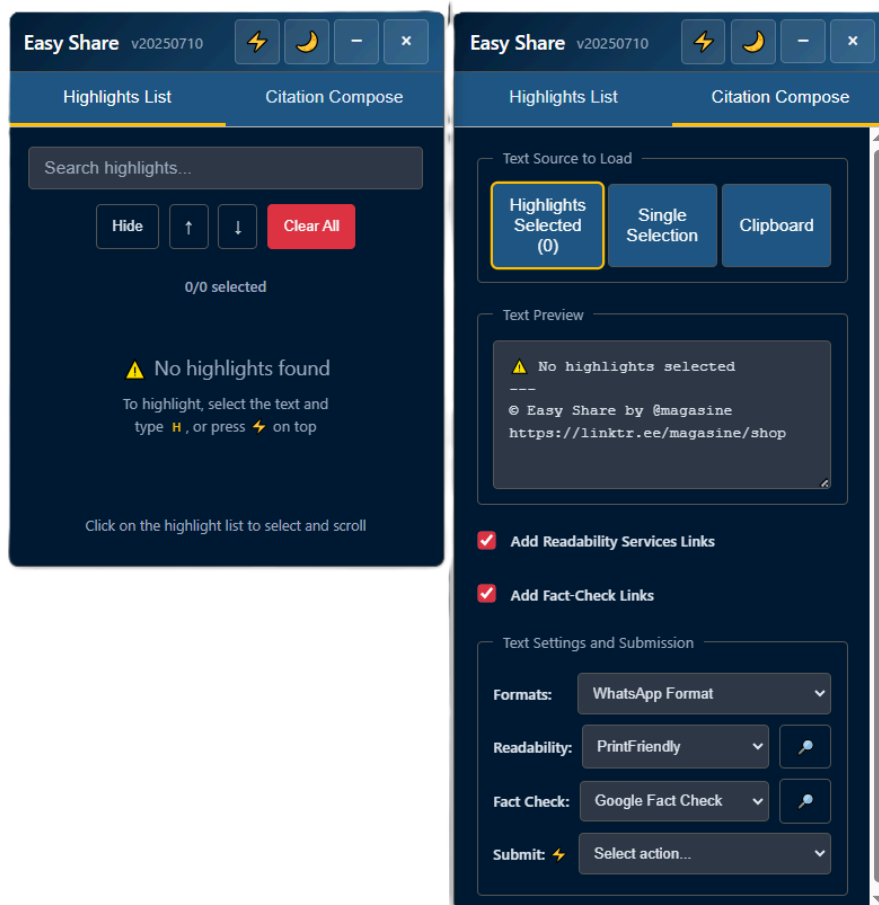 Easy Share v20250710
Highlights List Citation Compose
Search highlights...
Hide ↑ ↓ Clear All
0/0 selected
⚠ No highlights found
To highlight, select the text and
type H , or press ⚡ on top
Click on the highlight list to select and scroll
Easy Share v20250710
Highlights List Citation Compose
Text Source to Load
Highlights
Selected
(0)
Single
Selection
Clipboard
Text Preview
⚠ No highlights selected
---
© Easy Share by @magasine
https://linktr.ee/magasine/shop
Add Readability Services Links
Add Fact-Check Links
Text Settings and Submission
Formats: WhatsApp Format
Readability: PrintFriendly
Fact Check: Google Fact Check
Submit: ⚡ Select action...